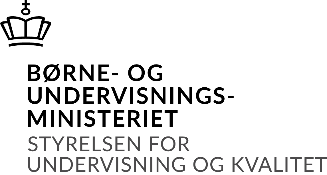 BØRNE- OG
UNDERVISNINGS-
MINISTERIET
STYRELSEN FOR
UNDERVISNING OG KVALITET